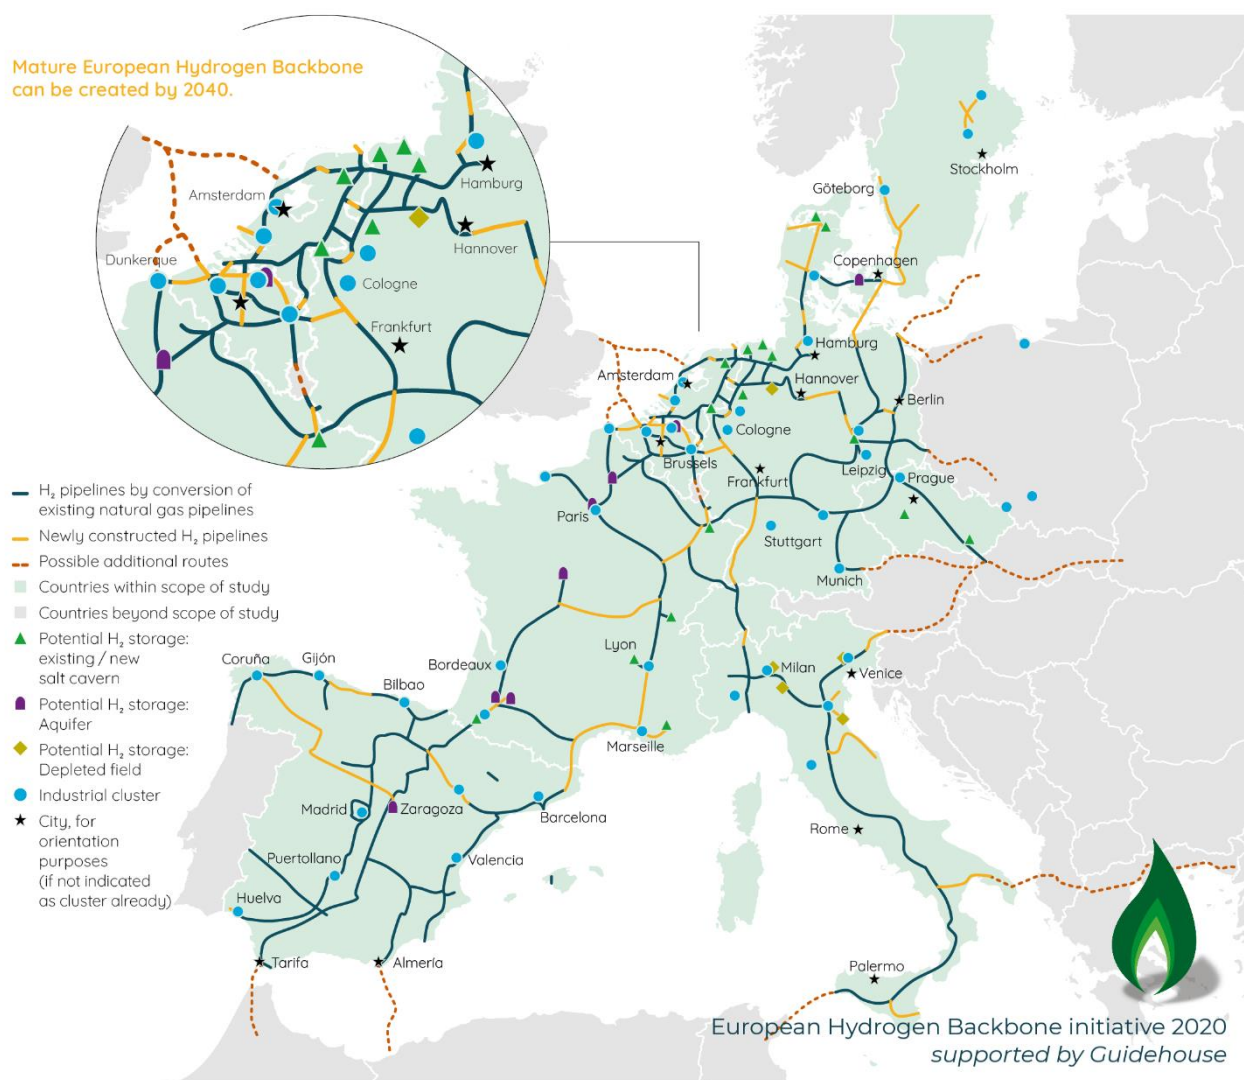 Mature European Hydrogen Backbone
can be created by 2040.
Amsterdam
Hamburg
Hannover
Dunkerque
Cologne
Frankfurt
Stockholm
Göteborg
Copenhagen
Hamburg
Amsterdam
Hannover
Berlin
Cologne
Brussels
Leipzig
Frankfurt
Prague
Paris
Stuttgart
Munich
H₂ pipelines by conversion of
existing natural gas pipelines
Newly constructed H₂ pipelines
Possible additional routes
Countries within scope of study
Countries beyond scope of study
Potential H₂ storage:
existing / new
salt cavern
Potential H₂ storage:
Aquifer
Potential H₂ storage:
Depleted field
Industrial cluster
City, for
orientation
purposes
(if not indicated
as cluster already)
Lyon
Coruña
Gijón
Bordeaux
Milan
Venice
Bilbao
Marseille
Madrid
Zaragoza
Barcelona
Rome
Puertollano
Valencia
Huelva
Tarifa
Almería
Palermo
European Hydrogen Backbone initiative 2020
supported by Guidehouse